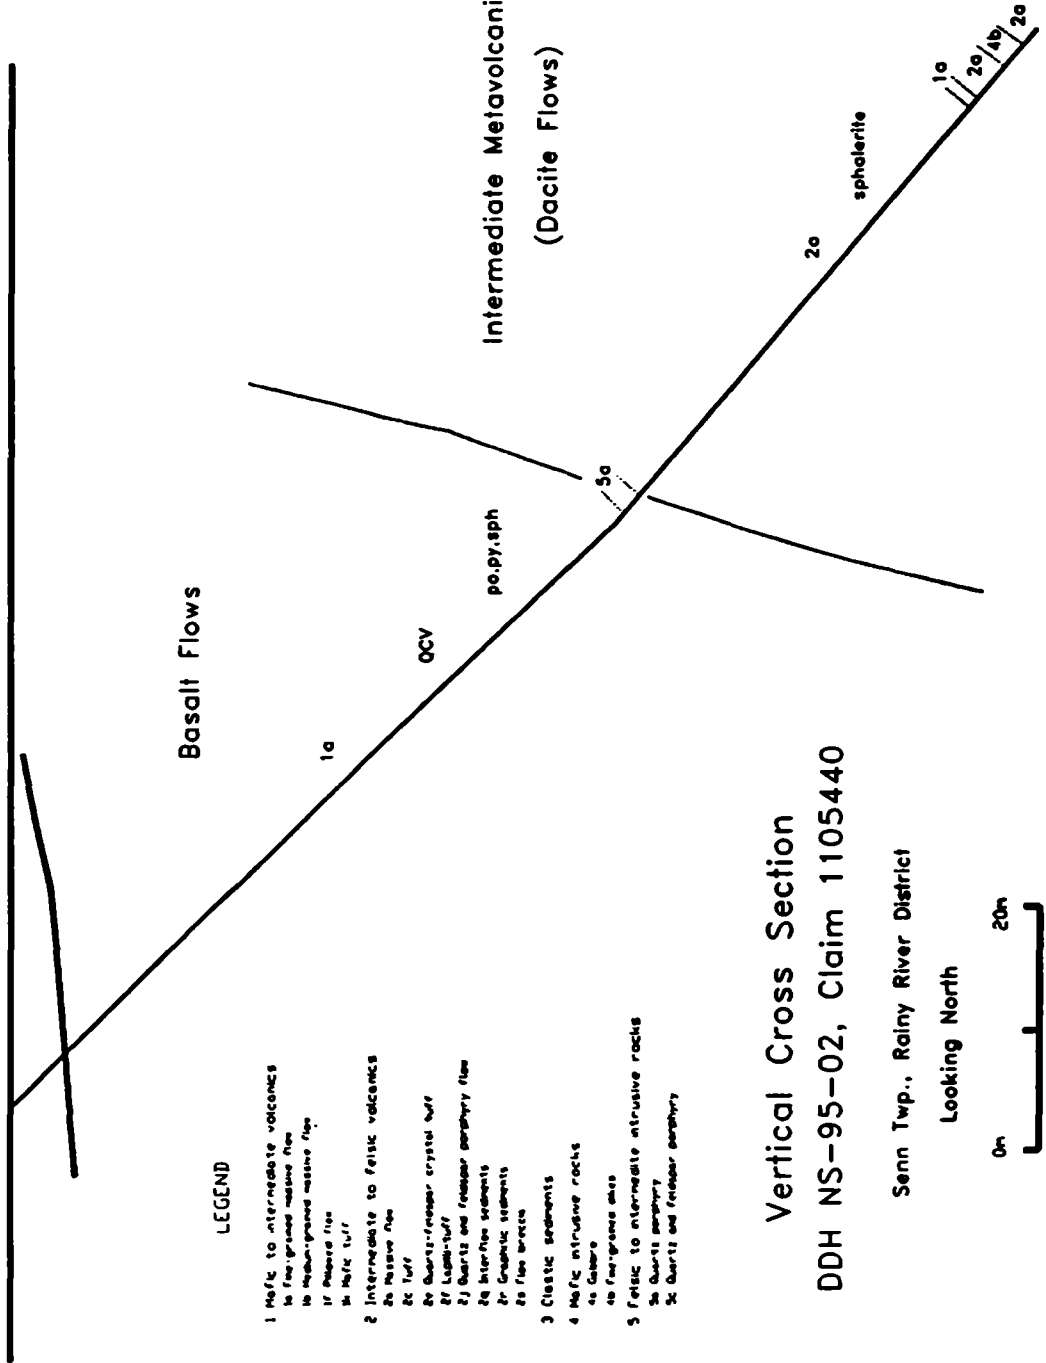 Basalt Flows
Intermediate Metavolcani
(Dacite Flows)
1a
QCV
po.py.sph
5a
2a
sphalerite
1a
2a
4b
2a
LEGEND
1 Mafic to intermediate volcanics
1a Fine-grained massive flow
1b Medium-grained massive flow
1f Pillowed flow
1k Mafic tuff
2 Intermediate to felsic volcanics
2a Massive flow
2c Tuff
2e Quartz-feldspar crystal tuff
2f Lapilli-tuff
2j Quartz and feldspar porphyry flow
2q Interflow sediments
2r Graphitic sediments
2s Flow breccia
3 Clastic sediments
4 Mafic intrusive rocks
4a Gabbro
4b Fine-grained dikes
5 Felsic to intermediate intrusive rocks
5a Quartz porphyry
5c Quartz and feldspar porphyry
Vertical Cross Section
DDH NS-95-02, Claim 1105440
Senn Twp., Rainy River District
Looking North
0m 20m